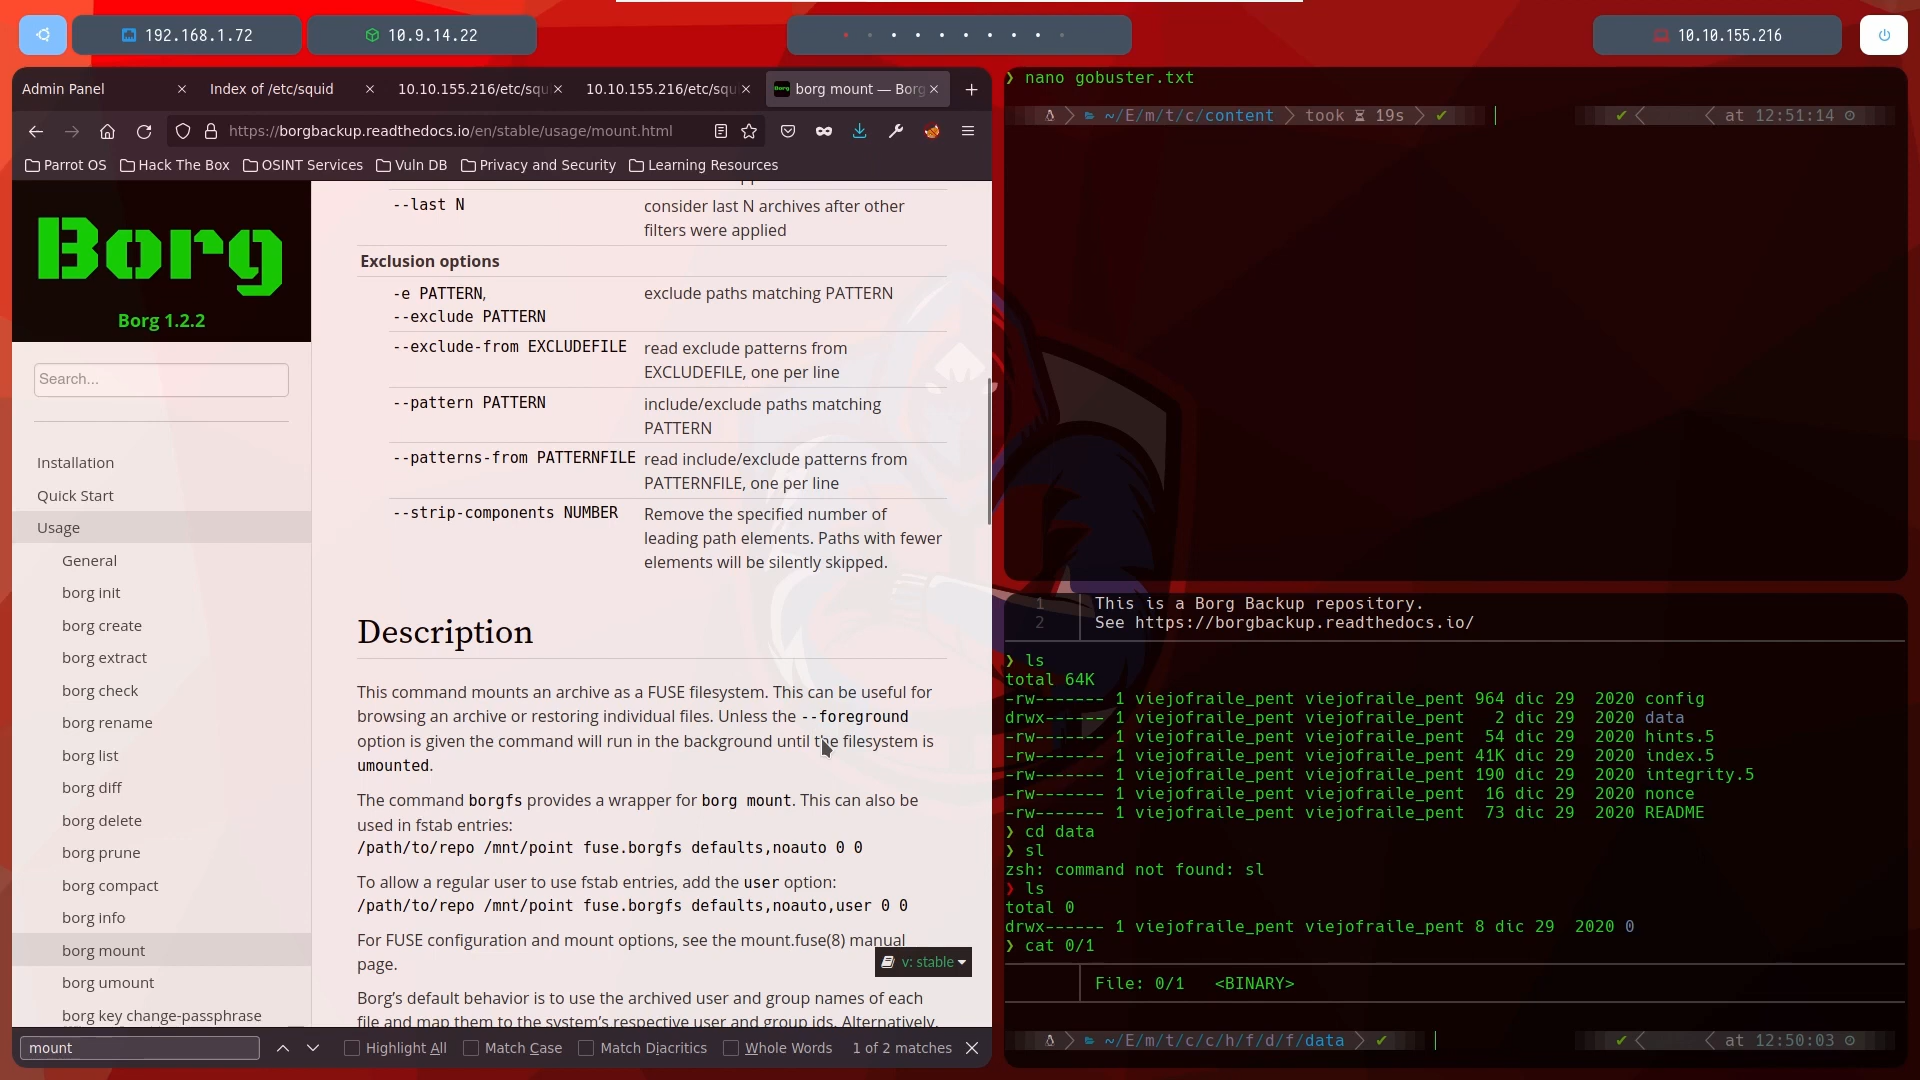 192.168.1.72
10.9.14.22
10.10.155.216
Admin Panel
Index of /etc/squid
10.10.155.216/etc/squ
10.10.155.216/etc/squ
borg mount — Borg
https://borgbackup.readthedocs.io/en/stable/usage/mount.html
Parrot OS
Hack The Box
OSINT Services
Vuln DB
Privacy and Security
Learning Resources
Borg
Borg 1.2.2
Search...
Installation
Quick Start
Usage
General
borg init
borg create
borg extract
borg check
borg rename
borg list
borg diff
borg delete
borg prune
borg compact
borg info
borg mount
borg umount
borg key change-passphrase
--last N
consider last N archives after other
filters were applied
Exclusion options
-e PATTERN,
--exclude PATTERN
exclude paths matching PATTERN
--exclude-from EXCLUDEFILE
read exclude patterns from
EXCLUDEFILE, one per line
--pattern PATTERN
include/exclude paths matching
PATTERN
--patterns-from PATTERNFILE
read include/exclude patterns from
PATTERNFILE, one per line
--strip-components NUMBER
Remove the specified number of
leading path elements. Paths with fewer
elements will be silently skipped.
Description
This command mounts an archive as a FUSE filesystem. This can be useful for
browsing an archive or restoring individual files. Unless the --foreground
option is given the command will run in the background until the filesystem is
umounted.
The command borgfs provides a wrapper for borg mount. This can also be
used in fstab entries:
/path/to/repo /mnt/point fuse.borgfs defaults,noauto 0 0
To allow a regular user to use fstab entries, add the user option:
/path/to/repo /mnt/point fuse.borgfs defaults,noauto,user 0 0
For FUSE configuration and mount options, see the mount.fuse(8) manual
page.
v: stable
Borg’s default behavior is to use the archived user and group names of each
file and map them to the system’s respective user and group ids. Alternatively,
mount
Highlight All
Match Case
Match Diacritics
Whole Words
1 of 2 matches
❯ nano gobuster.txt
~/E/m/t/c/content
took
19s
✔
✔
at 12:51:14
1 This is a Borg Backup repository.
2 See https://borgbackup.readthedocs.io/
❯ ls
total 64K
-rw------- 1 viejofraile_pent viejofraile_pent 964 dic 29  2020 config
drwx------ 1 viejofraile_pent viejofraile_pent   2 dic 29  2020 data
-rw------- 1 viejofraile_pent viejofraile_pent  54 dic 29  2020 hints.5
-rw------- 1 viejofraile_pent viejofraile_pent 41K dic 29  2020 index.5
-rw------- 1 viejofraile_pent viejofraile_pent 190 dic 29  2020 integrity.5
-rw------- 1 viejofraile_pent viejofraile_pent  16 dic 29  2020 nonce
-rw------- 1 viejofraile_pent viejofraile_pent  73 dic 29  2020 README
❯ cd data
❯ sl
zsh: command not found: sl
❯ ls
total 0
drwx------ 1 viejofraile_pent viejofraile_pent 8 dic 29  2020 0
❯ cat 0/1
File: 0/1   <BINARY>
~/E/m/t/c/c/h/f/d/f/data
✔
✔
at 12:50:03